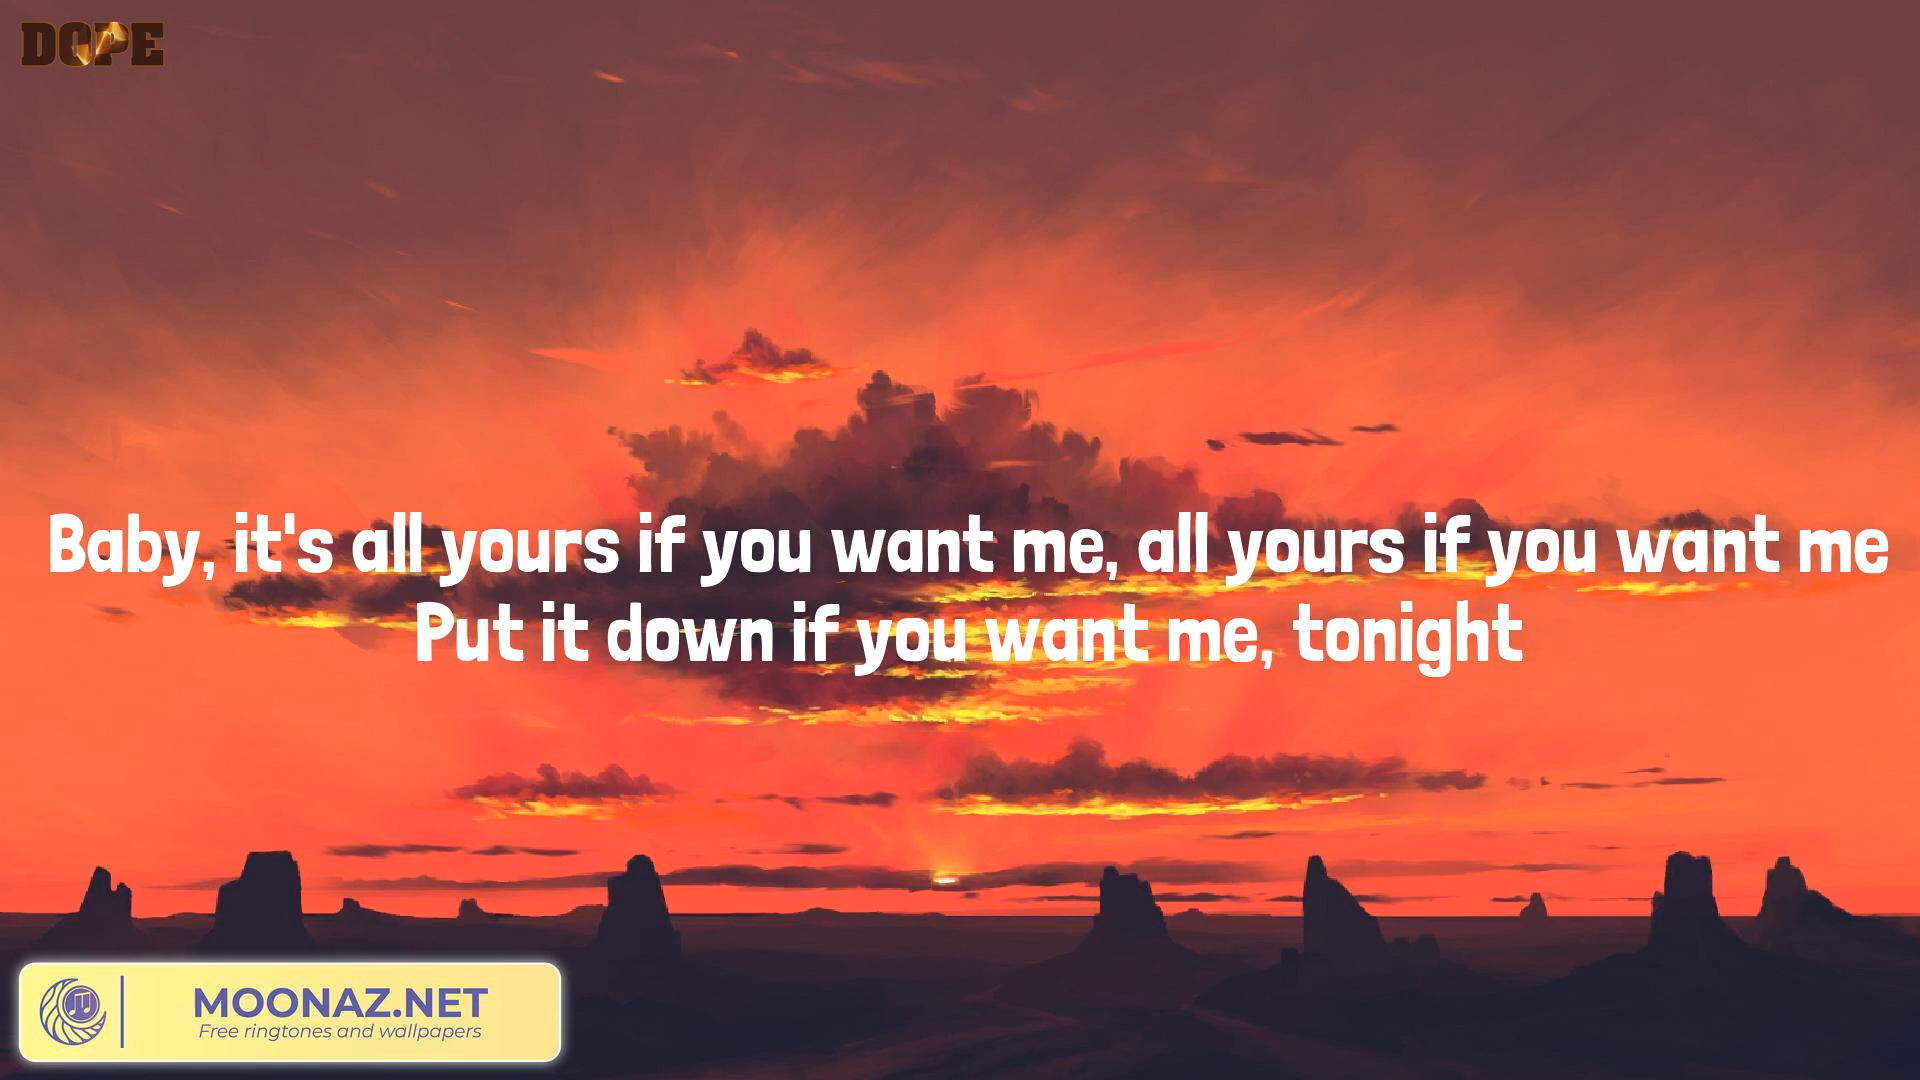 DOPE
Baby, it's all yours if you want me, all yours if you want me
Put it down if you want me, tonight
MOONAZ.NET
Free ringtones and wallpapers